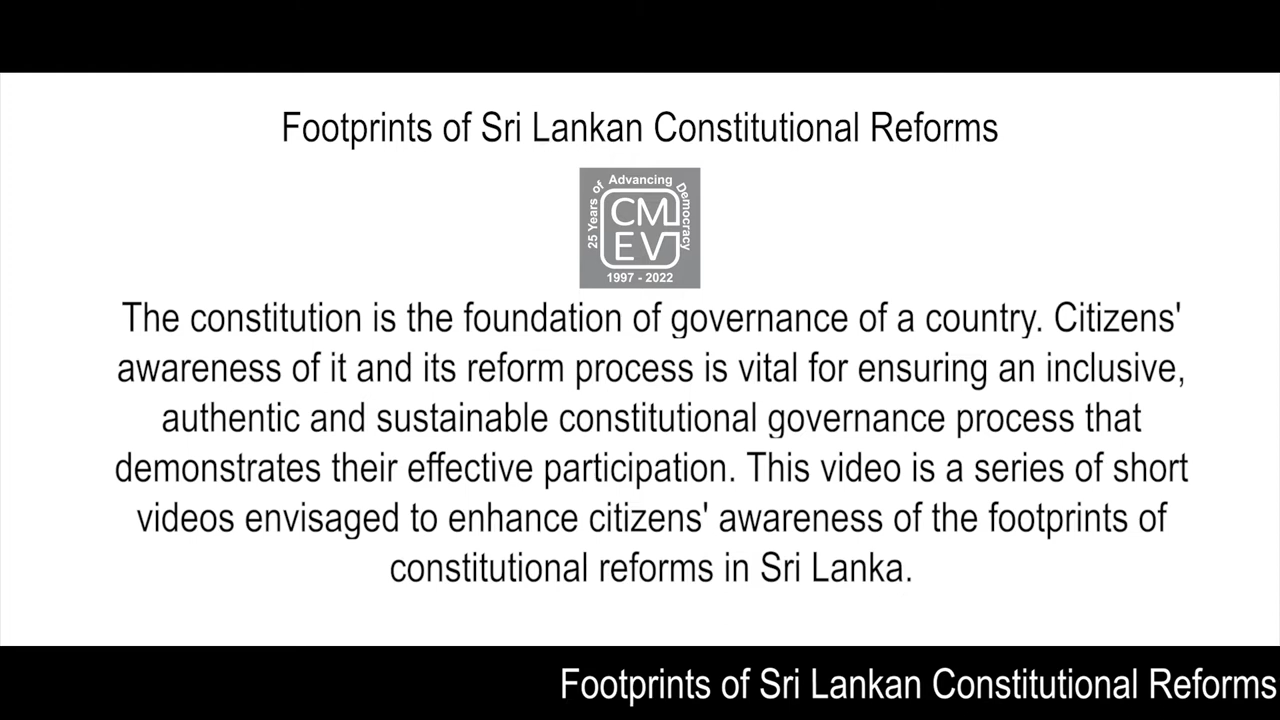 Footprints of Sri Lankan Constitutional Reforms
25 Years of Advancing Democracy
CM
EV
1997 - 2022
The constitution is the foundation of governance of a country. Citizens'
awareness of it and its reform process is vital for ensuring an inclusive,
authentic and sustainable constitutional governance process that
demonstrates their effective participation. This video is a series of short
videos envisaged to enhance citizens' awareness of the footprints of
constitutional reforms in Sri Lanka.
Footprints of Sri Lankan Constitutional Reforms